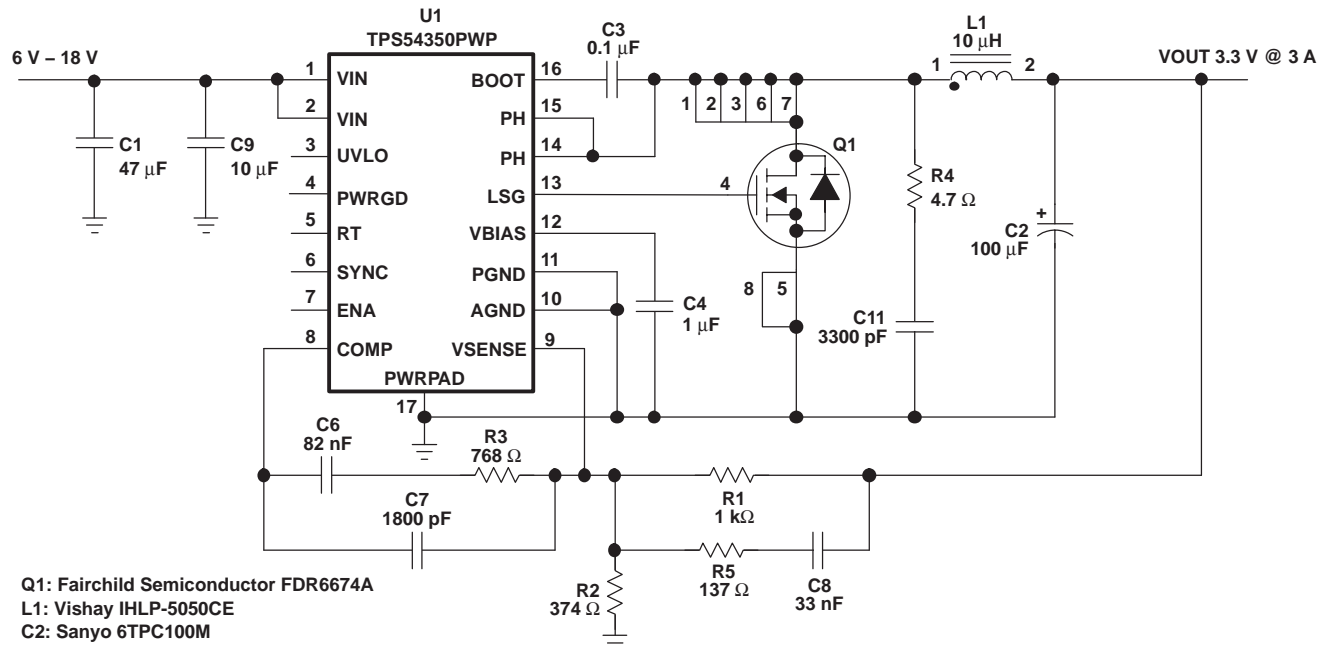 U1
TPS54350PWP
6 V – 18 V
C1
47 μF
C9
10 μF
1 VIN
2 VIN
3 UVLO
4 PWRGD
5 RT
6 SYNC
7 ENA
8 COMP
BOOT 16
PH 15
PH 14
LSG 13
VBIAS 12
PGND 11
AGND 10
VSENSE 9
PWRPAD
17
C3
0.1 μF
1 2 3 6 7
Q1
4
8 5
C4
1 μF
R4
4.7 Ω
C11
3300 pF
L1
10 μH
1 2
VOUT 3.3 V @ 3 A
+
C2
100 μF
C6
82 nF
R3
768 Ω
C7
1800 pF
R1
1 kΩ
R5
137 Ω
C8
33 nF
R2
374 Ω
Q1: Fairchild Semiconductor FDR6674A
L1: Vishay IHLP-5050CE
C2: Sanyo 6TPC100M